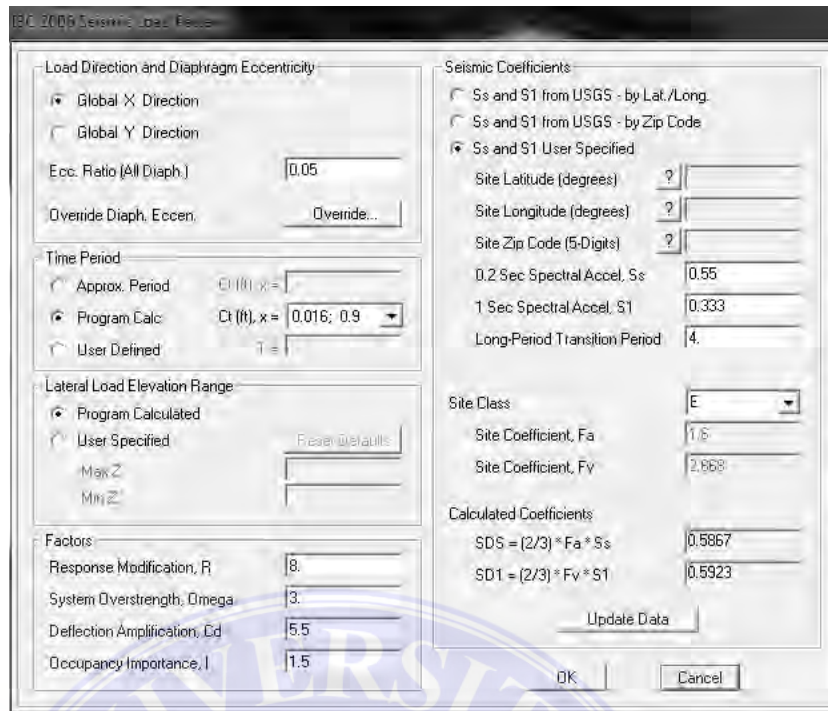 IBC 2006 Seismic Load Pattern
Load Direction and Diaphragm Eccentricity
Global X Direction
Global Y Direction
Ecc. Ratio (All Diaph.) 0.05
Override Diaph. Eccen. Override...
Time Period
Approx. Period Ct (ft), x =
Program Calc Ct (ft), x = 0.016; 0.9
User Defined T =
Lateral Load Elevation Range
Program Calculated
User Specified Reset Defaults
Max Z
Min Z
Factors
Response Modification, R 8.
System Overstrength, Omega 3.
Deflection Amplification, Cd 5.5
Occupancy Importance, I 1.5
Seismic Coefficients
Ss and S1 from USGS - by Lat./Long.
Ss and S1 from USGS - by Zip Code
Ss and S1 User Specified
Site Latitude (degrees) ?
Site Longitude (degrees) ?
Site Zip Code (5-Digits) ?
0.2 Sec Spectral Accel, Ss 0.55
1 Sec Spectral Accel, S1 0.333
Long-Period Transition Period 4.
Site Class E
Site Coefficient, Fa 1.6
Site Coefficient, Fv 2.668
Calculated Coefficients
SDS = (2/3) * Fa * Ss 0.5867
SD1 = (2/3) * Fv * S1 0.5923
Update Data
OK Cancel
VERSIT